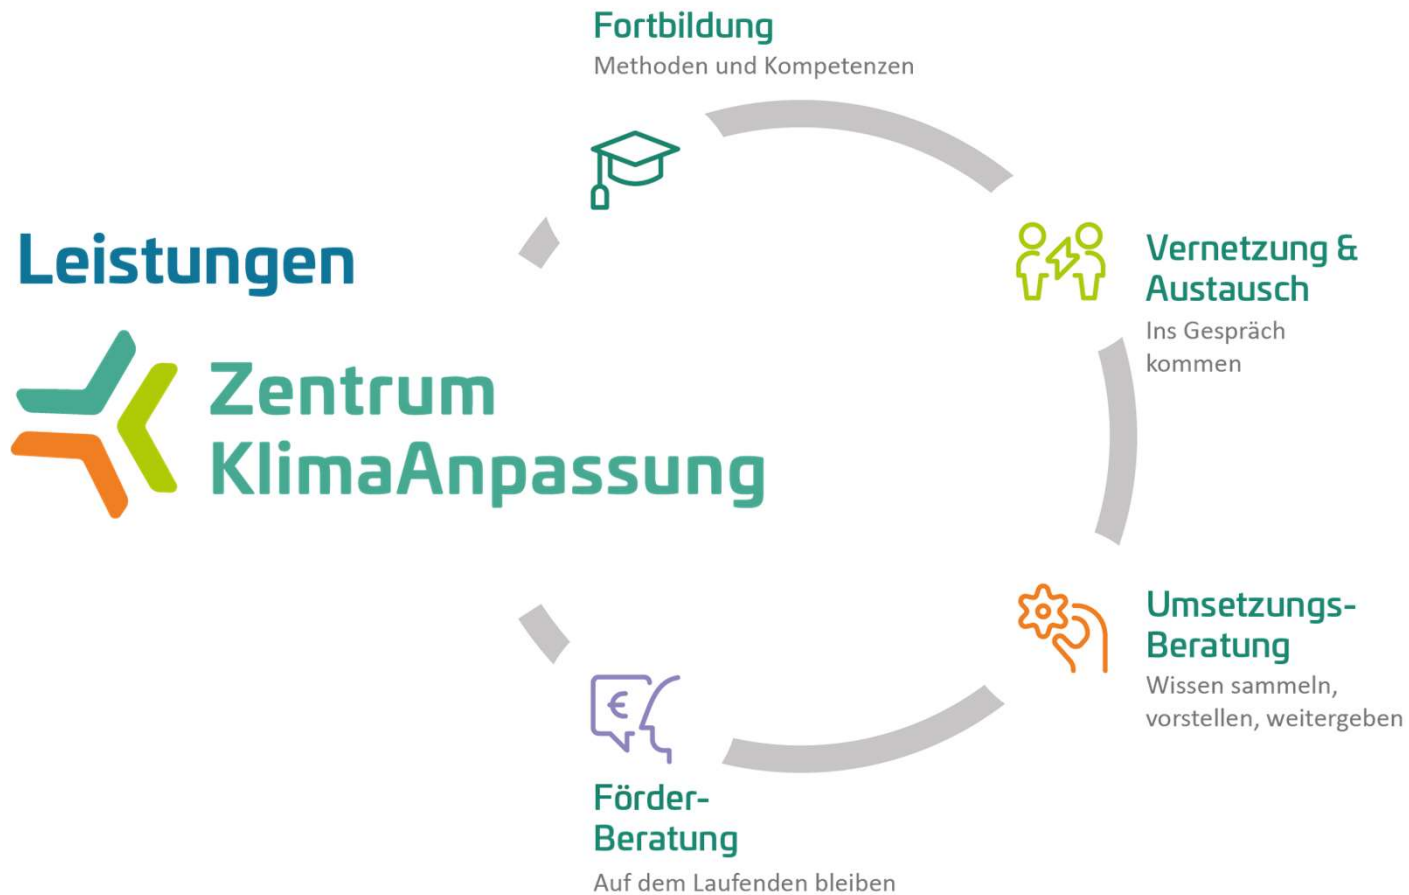 Leistungen
Zentrum
KlimaAnpassung
Fortbildung
Methoden und Kompetenzen
Vernetzung &
Austausch
Ins Gespräch
kommen
Umsetzungs-
Beratung
Wissen sammeln,
vorstellen, weitergeben
€
Förder-
Beratung
Auf dem Laufenden bleiben